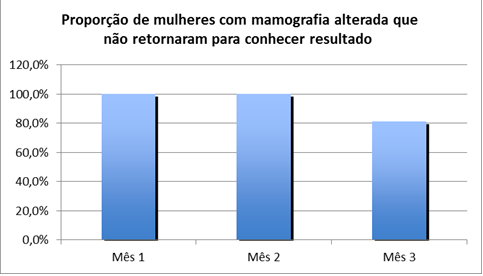 Proporção de mulheres com mamografia alterada que
não retornaram para conhecer resultado
120,0%
100,0%
80,0%
60,0%
40,0%
20,0%
0,0%
Mês 1 Mês 2 Mês 3